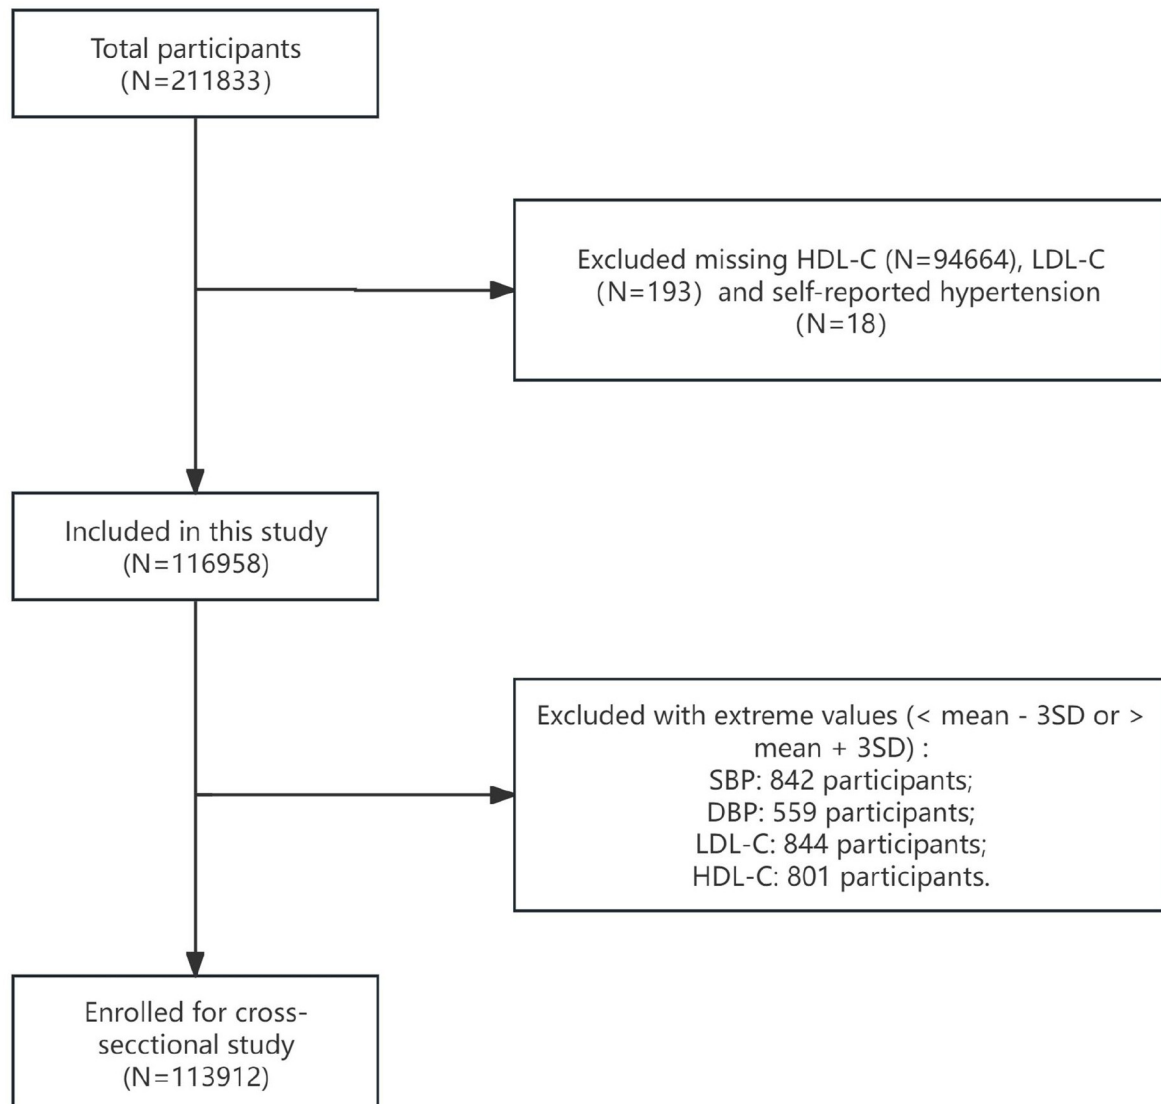 Total participants
(N=211833)
Excluded missing HDL-C (N=94664), LDL-C
(N=193) and self-reported hypertension
(N=18)
Included in this study
(N=116958)
Excluded with extreme values (< mean - 3SD or >
mean + 3SD) :
SBP: 842 participants;
DBP: 559 participants;
LDL-C: 844 participants;
HDL-C: 801 participants.
Enrolled for cross-
secctional study
(N=113912)